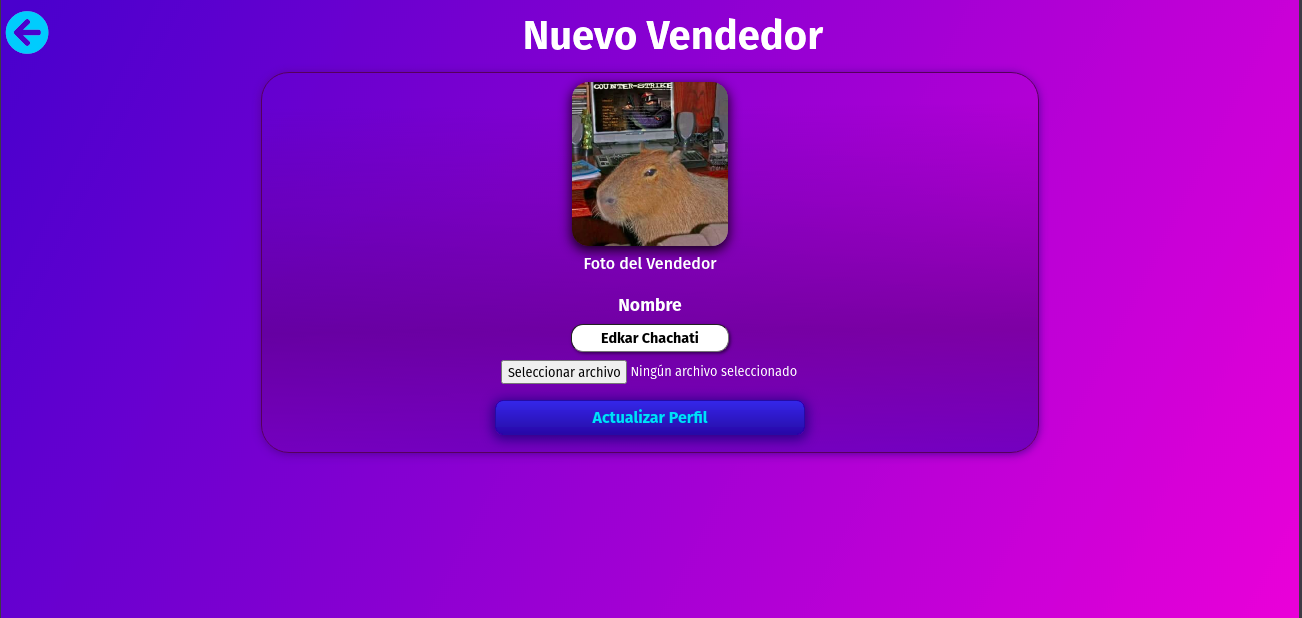 Nuevo Vendedor
COUNTER-STRIKE
Foto del Vendedor
Nombre
Edkar Chachati
Seleccionar archivo Ningún archivo seleccionado
Actualizar Perfil